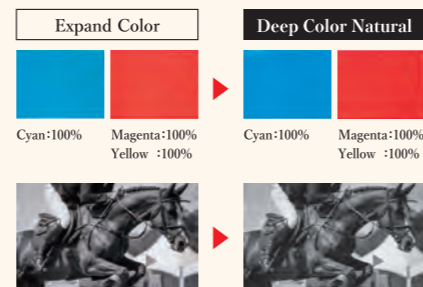 Expand Color
Deep Color Natural
Cyan:100%
Magenta:100%
Yellow :100%
Cyan:100%
Magenta:100%
Yellow :100%